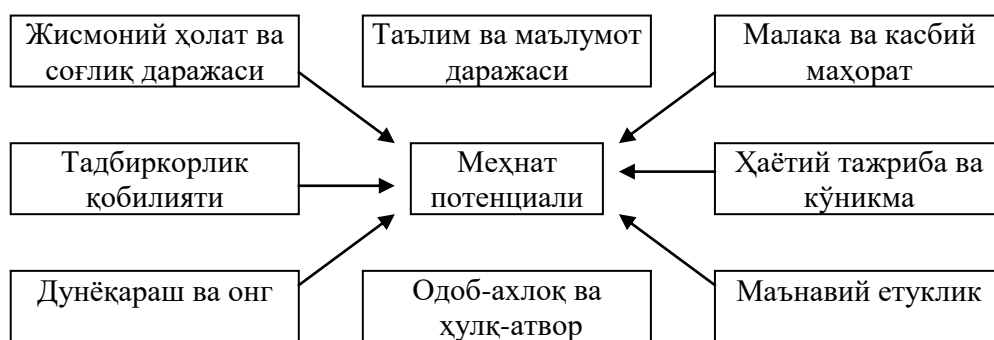 Жисмоний ҳолат ва
соғлиқ даражаси
Таълим ва маълумот
даражаси
Малака ва касбий
маҳорат
Тадбиркорлик
қобилияти
Меҳнат
потенциали
Ҳаётий тажриба ва
кўникма
Дунёқараш ва онг
Одоб-ахлоқ ва
ҳулқ-атвор
Маънавий етуклик